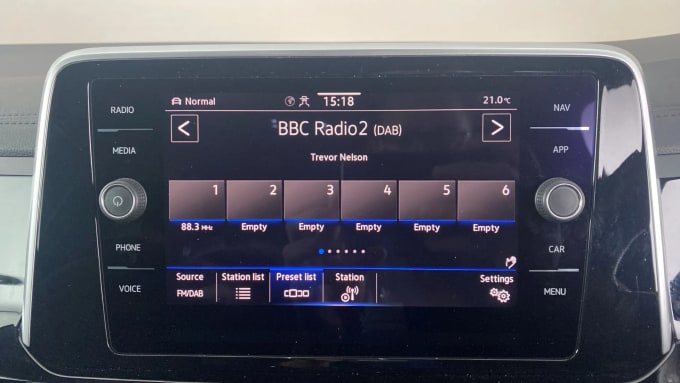 RADIO
MEDIA
PHONE
VOICE
Normal
15:18
21.0 °C
BBC Radio2 (DAB)
Trevor Nelson
1 2 3 4 5 6
88.3 MHz Empty Empty Empty Empty Empty
Source Station list Preset list Station Settings
FM/DAB
NAV
APP
CAR
MENU